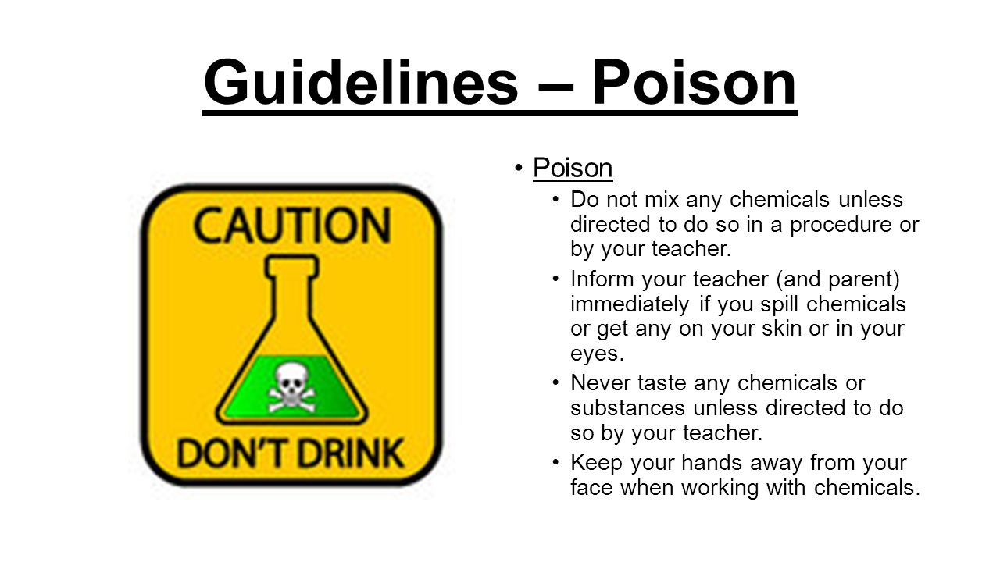 Guidelines – Poison
CAUTION
DON'T DRINK
• Poison
• Do not mix any chemicals unless
directed to do so in a procedure or
by your teacher.
• Inform your teacher (and parent)
immediately if you spill chemicals
or get any on your skin or in your
eyes.
• Never taste any chemicals or
substances unless directed to do
so by your teacher.
• Keep your hands away from your
face when working with chemicals.